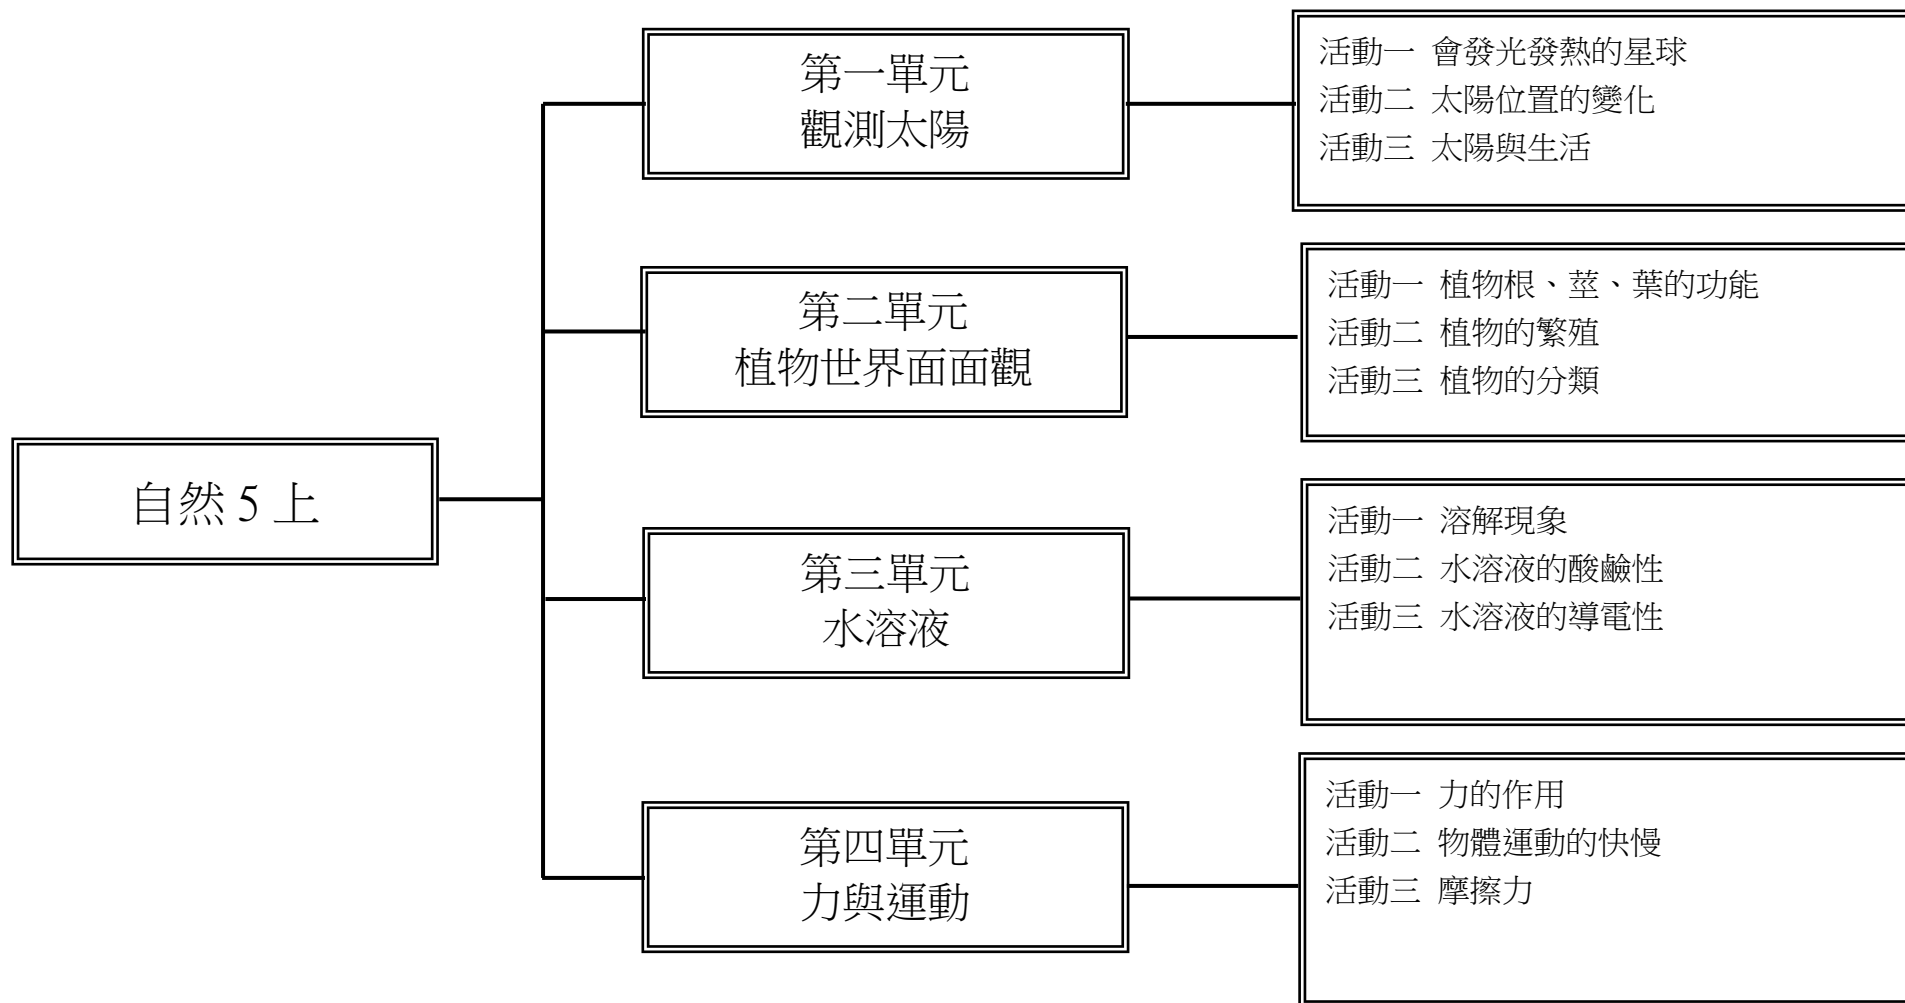 自然 5 上
第一單元
觀測太陽
活動一 會發光發熱的星球
活動二 太陽位置的變化
活動三 太陽與生活
第二單元
植物世界面面觀
活動一 植物根、莖、葉的功能
活動二 植物的繁殖
活動三 植物的分類
第三單元
水溶液
活動一 溶解現象
活動二 水溶液的酸鹼性
活動三 水溶液的導電性
第四單元
力與運動
活動一 力的作用
活動二 物體運動的快慢
活動三 摩擦力